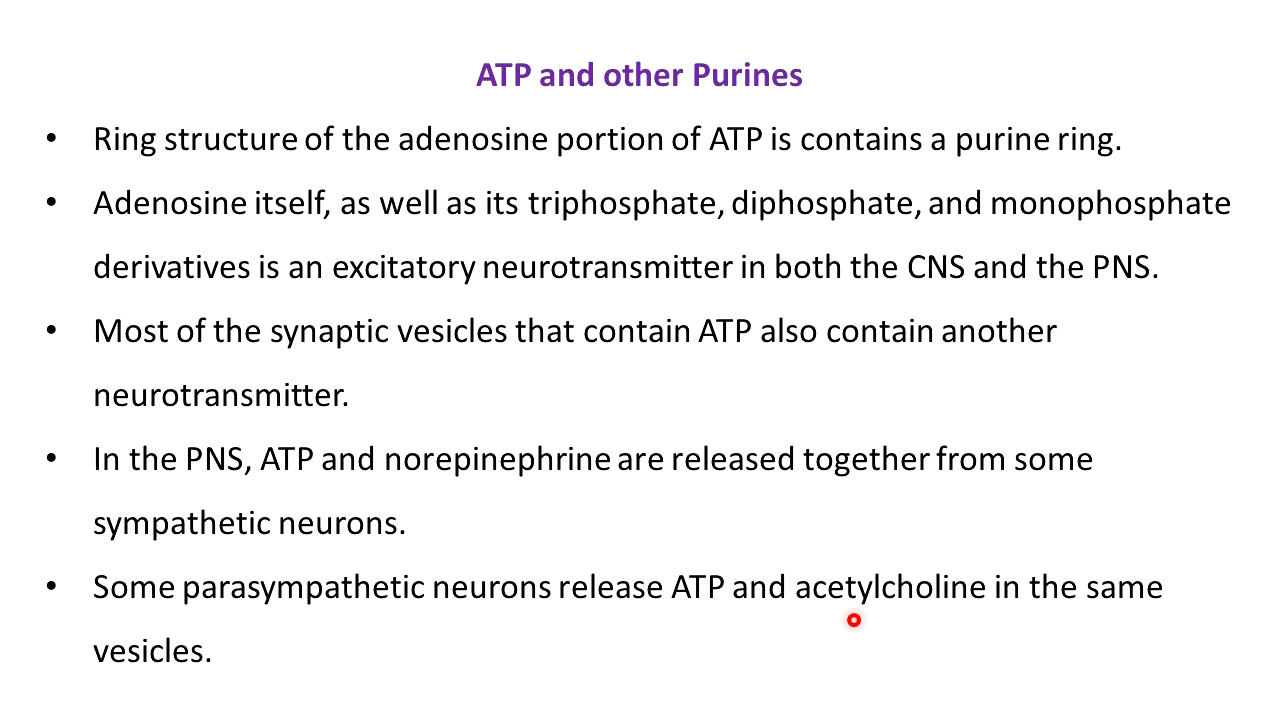 ATP and other Purines
• Ring structure of the adenosine portion of ATP is contains a purine ring.
• Adenosine itself, as well as its triphosphate, diphosphate, and monophosphate
derivatives is an excitatory neurotransmitter in both the CNS and the PNS.
• Most of the synaptic vesicles that contain ATP also contain another
neurotransmitter.
• In the PNS, ATP and norepinephrine are released together from some
sympathetic neurons.
• Some parasympathetic neurons release ATP and acetylcholine in the same
vesicles.